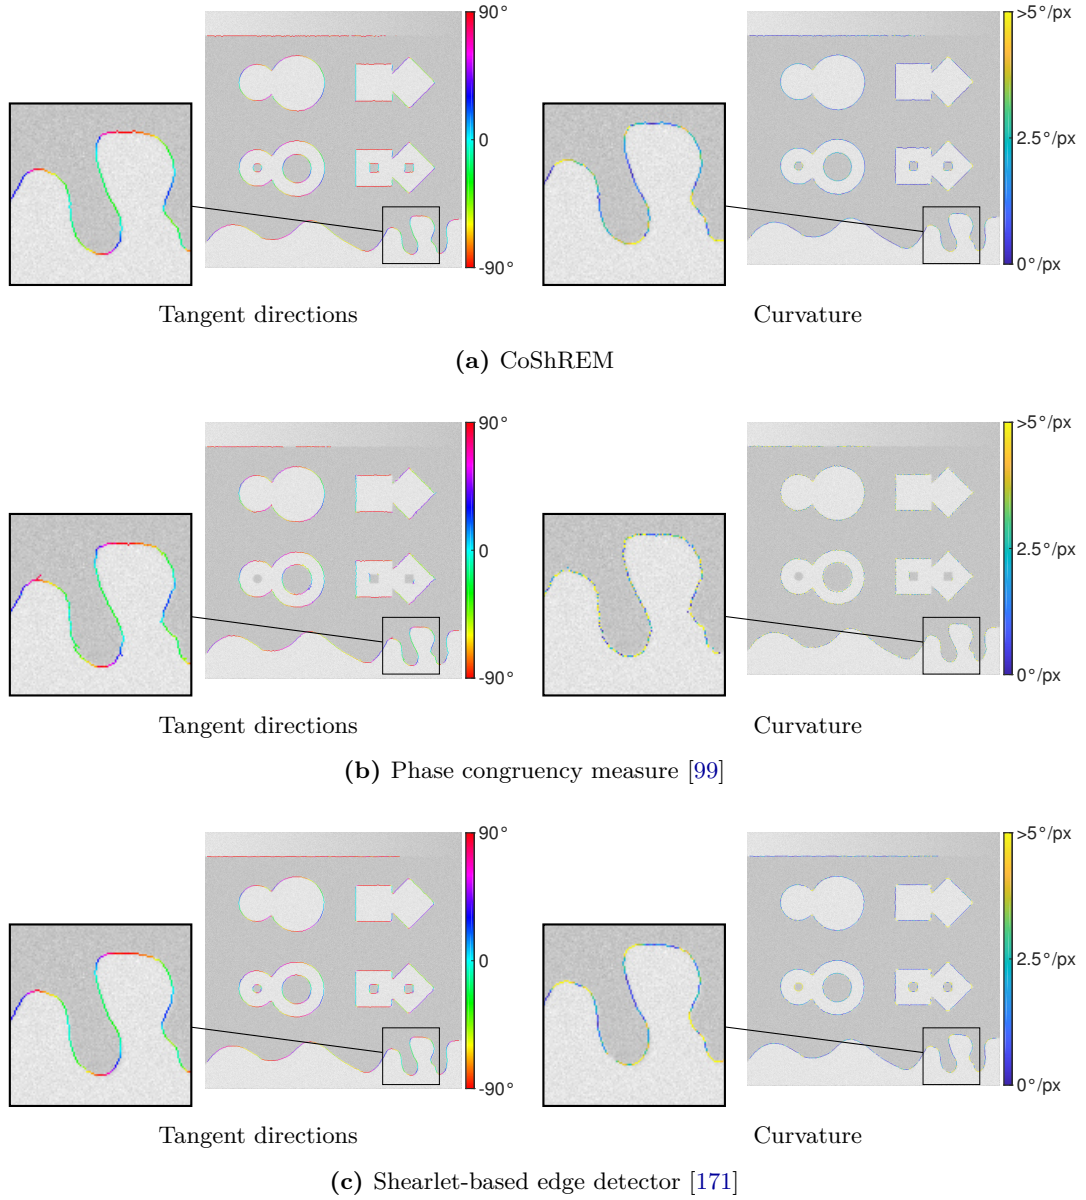 90°
0
-90°
>5°/px
2.5°/px
0°/px
Tangent directions
Curvature
(a) CoShREM
90°
0
-90°
>5°/px
2.5°/px
0°/px
Tangent directions
Curvature
(b) Phase congruency measure [99]
90°
0
-90°
>5°/px
2.5°/px
0°/px
Tangent directions
Curvature
(c) Shearlet-based edge detector [171]